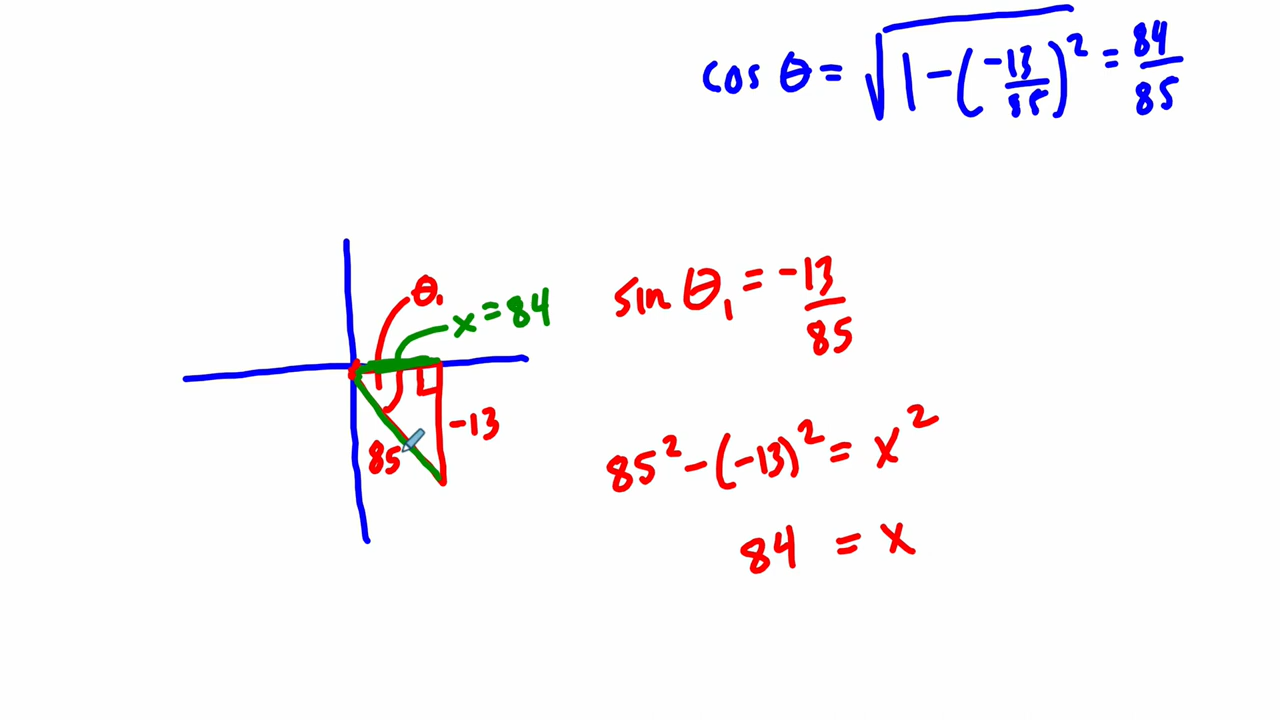 cos θ = √(1 - (-13/85)²) = 84/85
θ₁
x = 84
sin θ₁ = -13/85
-13
85
85² - (-13)² = x²
84 = x